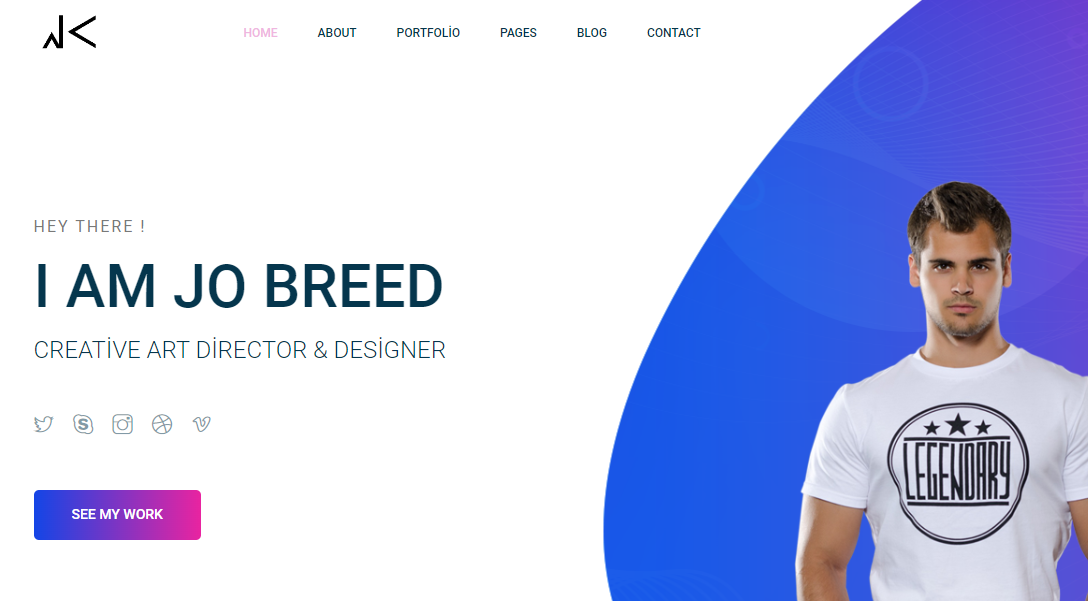 HOME ABOUT PORTFOLİO PAGES BLOG CONTACT
HEY THERE !
I AM JO BREED
CREATİVE ART DİRECTOR & DESİGNER
SEE MY WORK
LEGENDARY